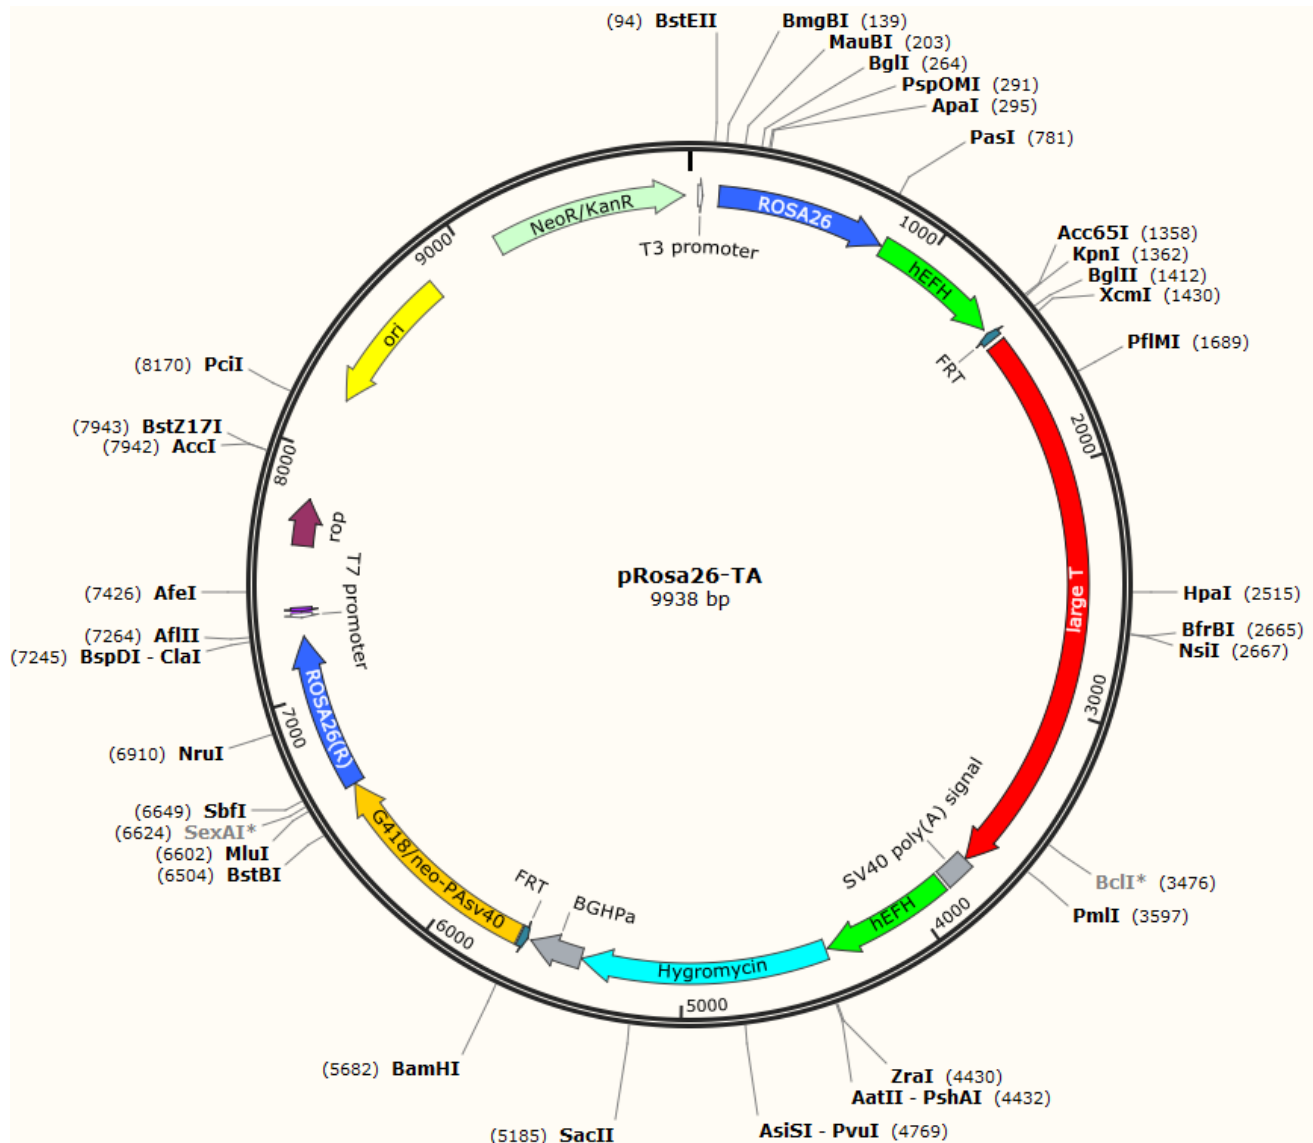 (94) BstEII
BmgBI (139)
MauBI (203)
BglI (264)
PspOMI (291)
ApaI (295)
PasI (781)
Acc65I (1358)
KpnI (1362)
BglII (1412)
XcmI (1430)
PflMI (1689)
HpaI (2515)
BfrBI (2665)
NsiI (2667)
BclI* (3476)
PmlI (3597)
ZraI (4430)
AatII - PshAI (4432)
AsiSI - PvuI (4769)
(5185) SacII
(5682) BamHI
(6504) BstBI
(6602) MluI
(6624) SexAI*
(6649) SbfI
(6910) NruI
(7245) BspDI - ClaI
(7264) AflII
(7426) AfeI
(7942) AccI
(7943) BstZ17I
(8170) PciI
1000
2000
3000
4000
5000
6000
7000
8000
9000
NeoR/KanR
T3 promoter
ROSA26
hEFH
FRT
large T
SV40 poly(A) signal
hEFH
Hygromycin
BGHPa
FRT
G418/neo-PAsv40
ROSA26(R)
T7 promoter
rop
ori
pRosa26-TA
9938 bp